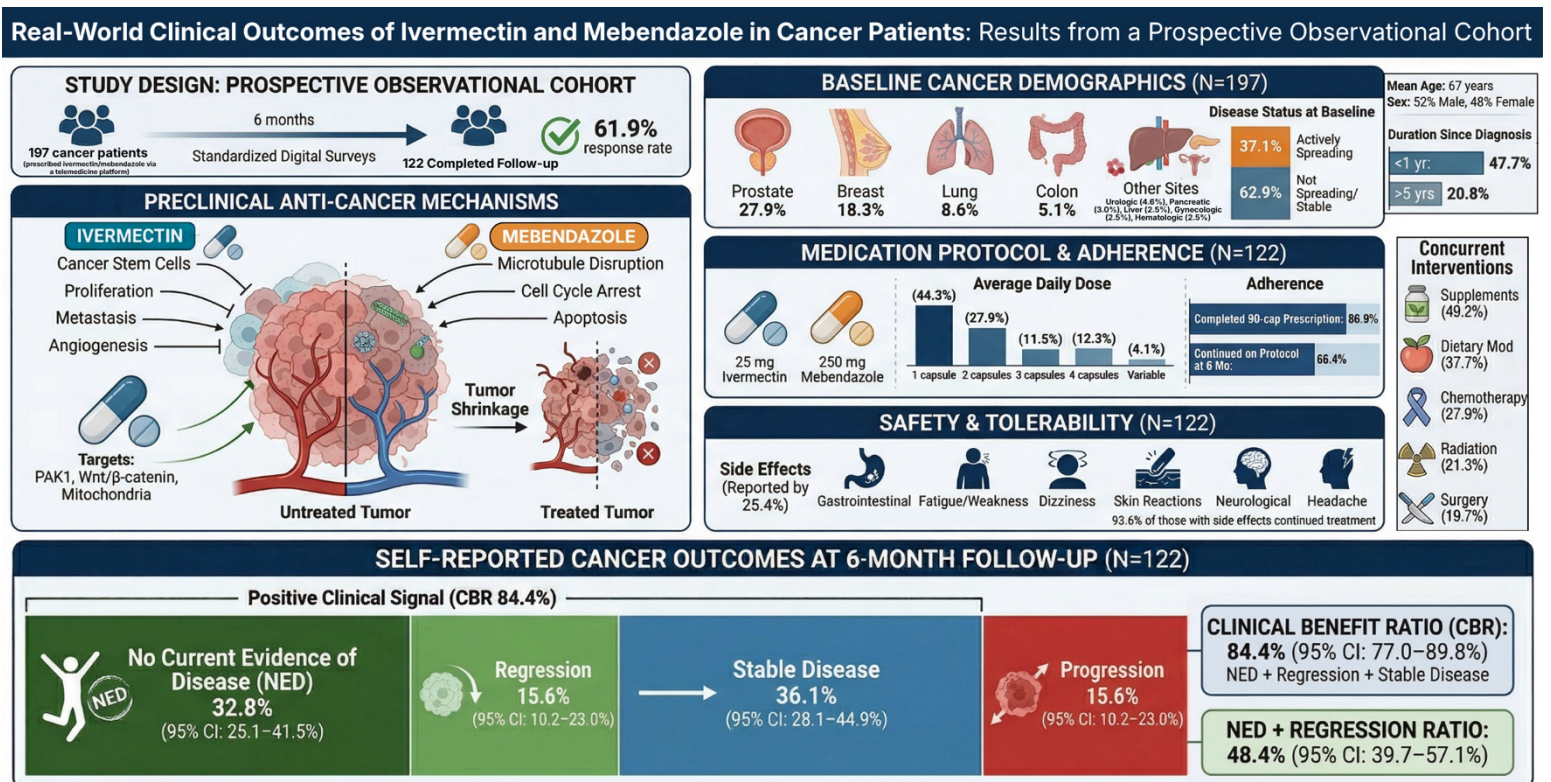 Real-World Clinical Outcomes of Ivermectin and Mebendazole in Cancer Patients: Results from a Prospective Observational Cohort
STUDY DESIGN: PROSPECTIVE OBSERVATIONAL COHORT
197 cancer patients
(prescribed ivermectin/mebendazole via
a telemedicine platform)
6 months
Standardized Digital Surveys
122 Completed Follow-up
61.9%
response rate
PRECLINICAL ANTI-CANCER MECHANISMS
IVERMECTIN
Cancer Stem Cells
Proliferation
Metastasis
Angiogenesis
MEBENDAZOLE
Microtubule Disruption
Cell Cycle Arrest
Apoptosis
Targets:
PAK1, Wnt/β-catenin,
Mitochondria
Tumor
Shrinkage
Untreated Tumor
Treated Tumor
BASELINE CANCER DEMOGRAPHICS (N=197)
Prostate
27.9%
Breast
18.3%
Lung
8.6%
Colon
5.1%
Other Sites
Urologic (4.6%), Pancreatic
(3.0%), Liver (2.5%), Gynecologic
(2.5%), Hematologic (2.5%)
Disease Status at Baseline
37.1%
Actively
Spreading
62.9%
Not
Spreading/
Stable
Mean Age: 67 years
Sex: 52% Male, 48% Female
Duration Since Diagnosis
<1 yr: 47.7%
>5 yrs 20.8%
MEDICATION PROTOCOL & ADHERENCE (N=122)
25 mg
Ivermectin
250 mg
Mebendazole
Average Daily Dose
(44.3%)
(27.9%)
(11.5%)
(12.3%)
(4.1%)
1 capsule 2 capsules 3 capsules 4 capsules Variable
Adherence
Completed 90-cap Prescription: 86.9%
Continued on Protocol
at 6 Mo:
66.4%
Concurrent
Interventions
Supplements
(49.2%)
Dietary Mod
(37.7%)
Chemotherapy
(27.9%)
Radiation
(21.3%)
Surgery
(19.7%)
SAFETY & TOLERABILITY (N=122)
Side Effects
(Reported by
25.4%)
Gastrointestinal Fatigue/Weakness Dizziness Skin Reactions Neurological Headache
93.6% of those with side effects continued treatment
SELF-REPORTED CANCER OUTCOMES AT 6-MONTH FOLLOW-UP (N=122)
Positive Clinical Signal (CBR 84.4%)
NED
No Current Evidence of
Disease (NED)
32.8%
(95% CI: 25.1–41.5%)
Regression
15.6%
(95% CI: 10.2–23.0%)
Stable Disease
36.1%
(95% CI: 28.1–44.9%)
Progression
15.6%
(95% CI: 10.2–23.0%)
CLINICAL BENEFIT RATIO (CBR):
84.4% (95% CI: 77.0–89.8%)
NED + Regression + Stable Disease
NED + REGRESSION RATIO:
48.4% (95% CI: 39.7–57.1%)